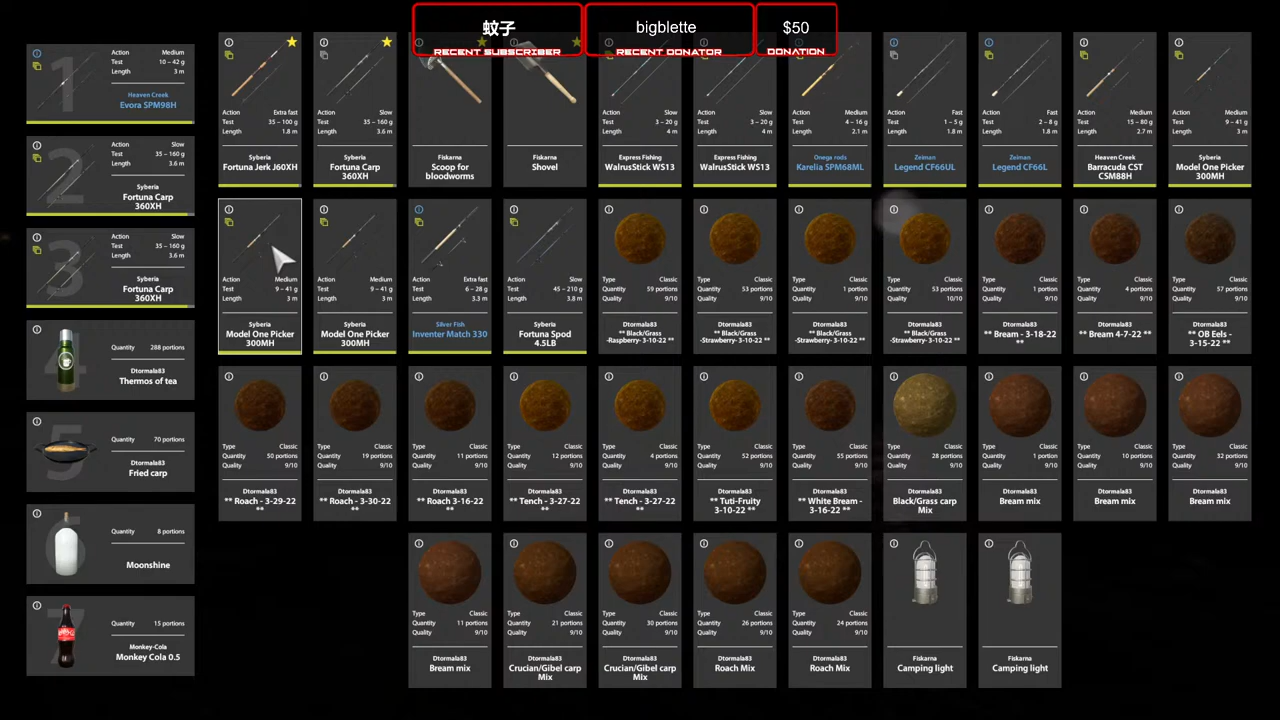 蚊子
RECENT SUBSCRIBER
bigblette
RECENT DONATOR
$50
DONATION
1
Action Medium
Test 10 – 42 g
Length 3 m
Heaven Creek
Evora SPM98H
2
Action Slow
Test 35 – 160 g
Length 3.6 m
Syberia
Fortuna Carp
360XH
3
Action Slow
Test 35 – 160 g
Length 3.6 m
Syberia
Fortuna Carp
360XH
4
Quantity 288 portions
Dtormala83
Thermos of tea
5
Quantity 70 portions
Dtormala83
Fried carp
6
Quantity 8 portions
Moonshine
7
Quantity 15 portions
Monkey-Cola
Monkey Cola 0.5
Action Extra fast
Test 35 – 100 g
Length 1.8 m
Syberia
Fortuna Jerk J60XH
Action Slow
Test 35 – 160 g
Length 3.6 m
Syberia
Fortuna Carp
360XH
Fiskarna
Scoop for
bloodworms
Fiskarna
Shovel
Action Slow
Test 3 – 20 g
Length 4 m
Express Fishing
WalrusStick WS13
Action Slow
Test 3 – 20 g
Length 4 m
Express Fishing
WalrusStick WS13
Action Medium
Test 4 – 16 g
Length 2.1 m
Omega rods
Karelia SPM68ML
Action Fast
Test 1 – 5 g
Length 1.8 m
Zeiman
Legend CF66UL
Action Fast
Test 2 – 8 g
Length 1.8 m
Zeiman
Legend CF66L
Action Medium
Test 15 – 80 g
Length 2.7 m
Heaven Creek
Barracuda CST
CSM88H
Action Medium
Test 9 – 41 g
Length 3 m
Syberia
Model One Picker
300MH
Action Medium
Test 9 – 41 g
Length 3 m
Syberia
Model One Picker
300MH
Action Medium
Test 9 – 41 g
Length 3 m
Syberia
Model One Picker
300MH
Action Extra fast
Test 6 – 28 g
Length 3.3 m
Silver Fish
Inventer Match 330
Action Slow
Test 45 – 210 g
Length 3.8 m
Syberia
Fortuna Spod
4.5LB
Type Classic
Quantity 59 portions
Quality 9/10
Dtormala83
** Black/Grass
-Raspberry- 3-10-22 **
Type Classic
Quantity 53 portions
Quality 9/10
Dtormala83
** Black/Grass
-Strawberry- 3-10-22 **
Type Classic
Quantity 1 portion
Quality 9/10
Dtormala83
** Black/Grass
-Strawberry- 3-10-22 **
Type Classic
Quantity 53 portions
Quality 10/10
Dtormala83
** Black/Grass
-Strawberry- 3-10-22 **
Type Classic
Quantity 1 portion
Quality 9/10
Dtormala83
** Bream - 3-18-22
**
Type Classic
Quantity 4 portions
Quality 9/10
Dtormala83
** Bream 4-7-22 **
Type Classic
Quantity 57 portions
Quality 9/10
Dtormala83
** OB Eels -
3-15-22 **
Type Classic
Quantity 50 portions
Quality 9/10
Dtormala83
** Roach - 3-29-22
**
Type Classic
Quantity 19 portions
Quality 9/10
Dtormala83
** Roach - 3-30-22
**
Type Classic
Quantity 11 portions
Quality 9/10
Dtormala83
** Roach 3-16-22
**
Type Classic
Quantity 12 portions
Quality 9/10
Dtormala83
** Tench - 3-27-22
**
Type Classic
Quantity 4 portions
Quality 9/10
Dtormala83
** Tench - 3-27-22
**
Type Classic
Quantity 52 portions
Quality 9/10
Dtormala83
** Tuti-Fruity
3-10-22 **
Type Classic
Quantity 55 portions
Quality 9/10
Dtormala83
** White Bream -
3-16-22 **
Type Classic
Quantity 28 portions
Quality 9/10
Dtormala83
Black/Grass carp
Mix
Type Classic
Quantity 1 portion
Quality 9/10
Dtormala83
Bream mix
Type Classic
Quantity 10 portions
Quality 9/10
Dtormala83
Bream mix
Type Classic
Quantity 32 portions
Quality 9/10
Dtormala83
Bream mix
Type Classic
Quantity 11 portions
Quality 9/10
Dtormala83
Bream mix
Type Classic
Quantity 21 portions
Quality 9/10
Dtormala83
Crucian/Gibel carp
Mix
Type Classic
Quantity 30 portions
Quality 9/10
Dtormala83
Crucian/Gibel carp
Mix
Type Classic
Quantity 26 portions
Quality 9/10
Dtormala83
Roach Mix
Type Classic
Quantity 24 portions
Quality 9/10
Dtormala83
Roach Mix
Fiskarna
Camping light
Fiskarna
Camping light